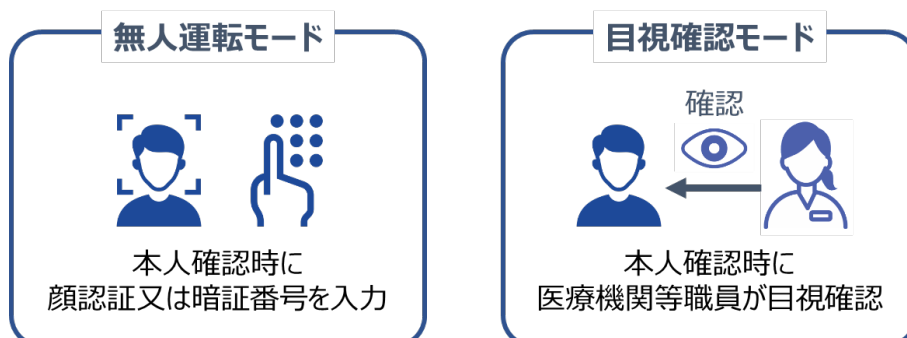 無人運転モード
本人確認時に
顔認証又は暗証番号を入力
目視確認モード
確認
本人確認時に
医療機関等職員が目視確認